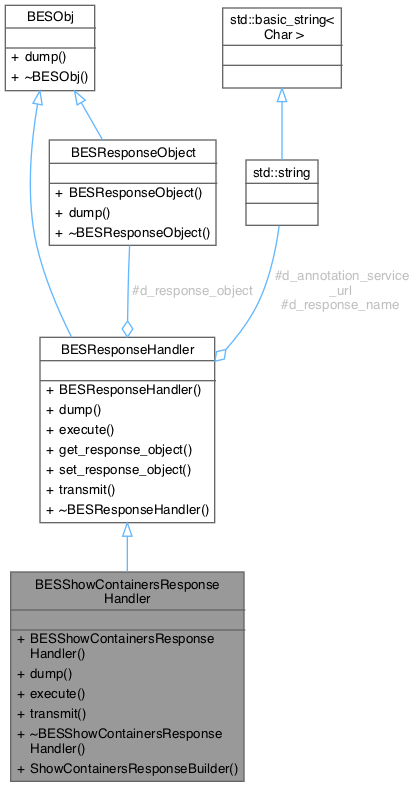 BESObj
+ dump()
+ ~BESObj()
std::basic_string<
Char >
BESResponseObject
+ BESResponseObject()
+ dump()
+ ~BESResponseObject()
std::string
#d_response_object
#d_annotation_service
_url
#d_response_name
BESResponseHandler
+ BESResponseHandler()
+ dump()
+ execute()
+ get_response_object()
+ set_response_object()
+ transmit()
+ ~BESResponseHandler()
BESShowContainersResponse
Handler
+ BESShowContainersResponse
Handler()
+ dump()
+ execute()
+ transmit()
+ ~BESShowContainersResponse
Handler()
+ ShowContainersResponseBuilder()